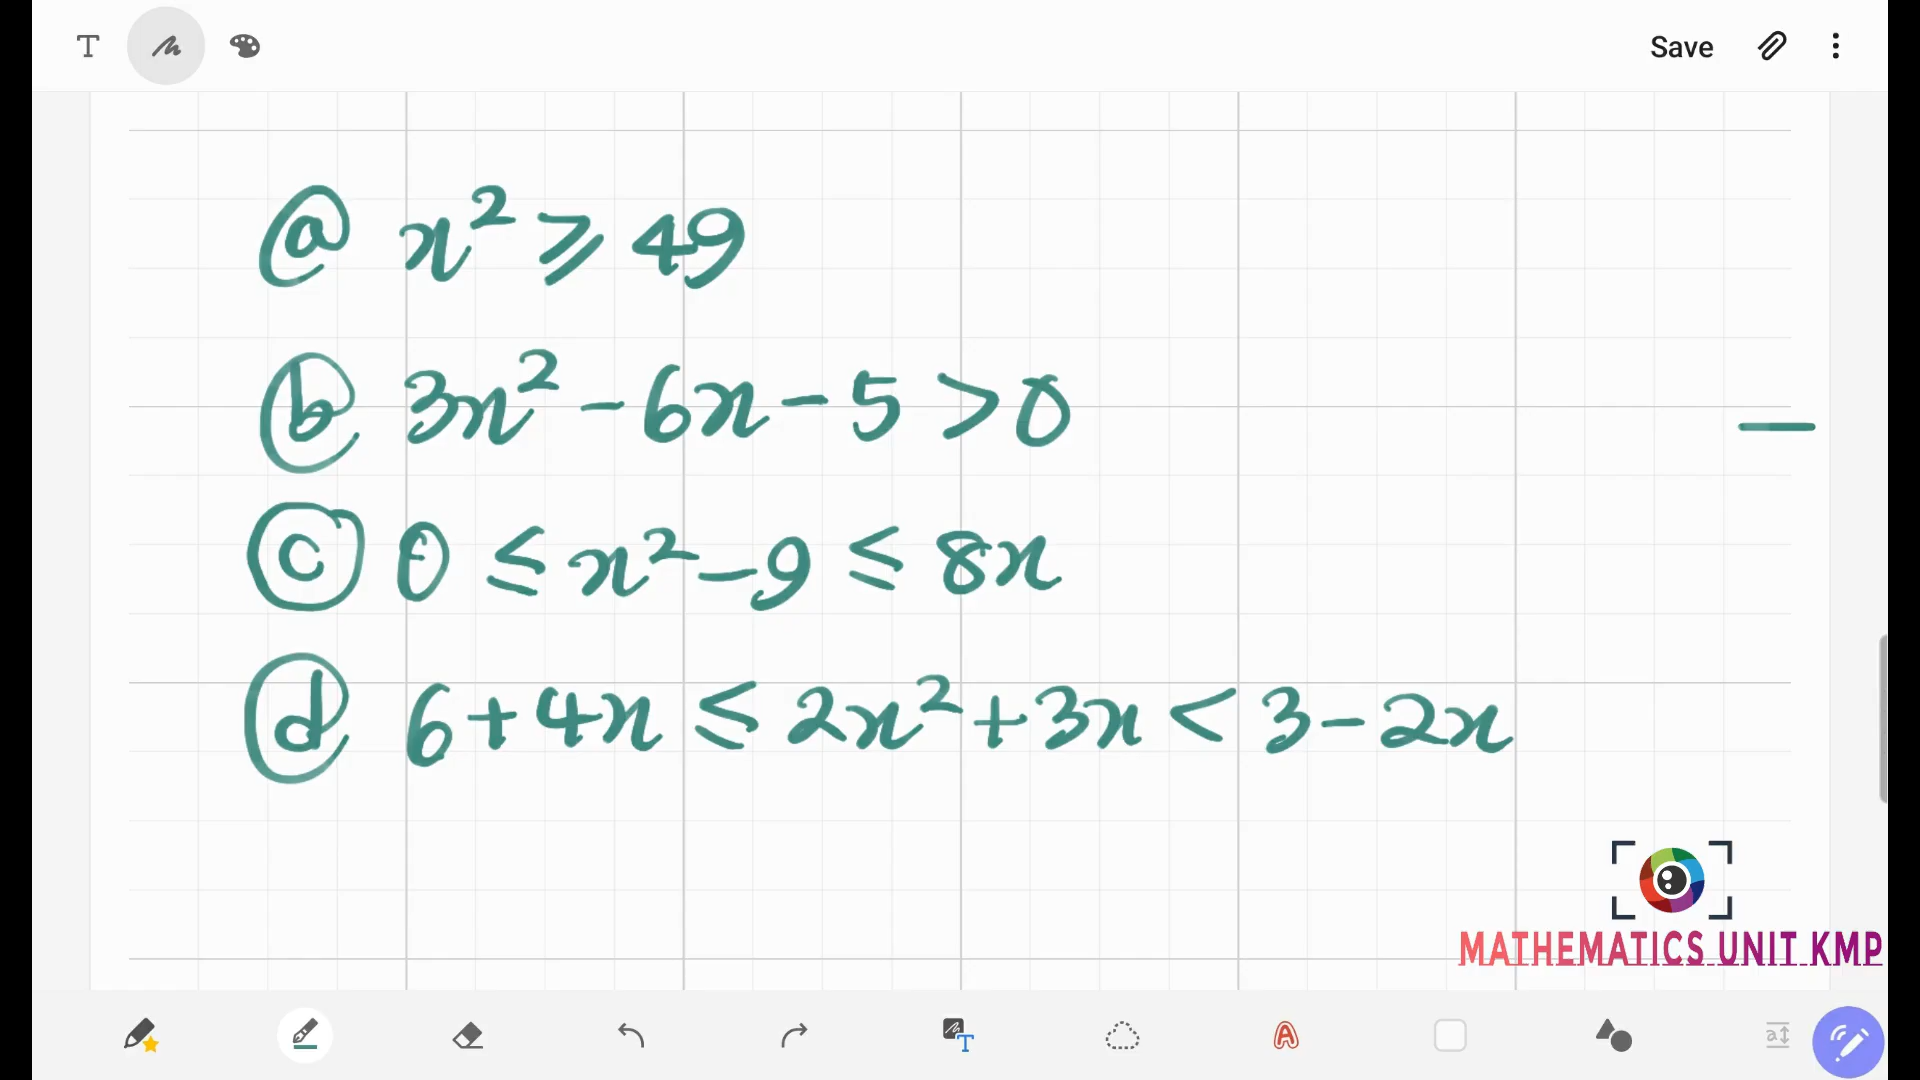 T Save
ⓐ x² ⩾ 49
ⓑ 3x² - 6x - 5 > 0
ⓒ 0 ≤ x² - 9 ≤ 8x
ⓓ 6 + 4x ≤ 2x² + 3x < 3 - 2x
MATHEMATICS UNIT KMP
T A a